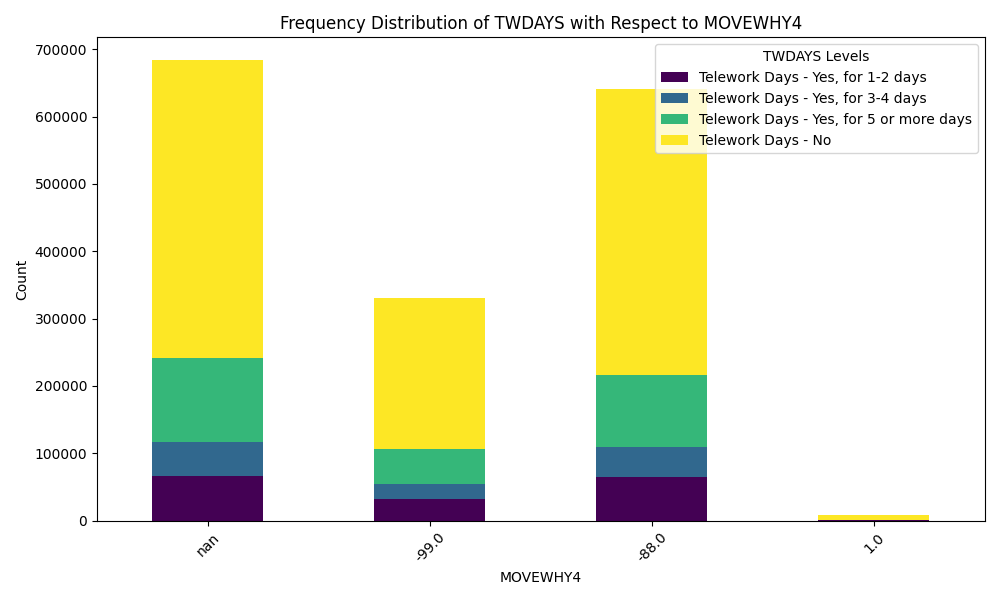 Frequency Distribution of TWDAYS with Respect to MOVEWHY4
700000
600000
500000
400000
300000
200000
100000
0
Count
TWDAYS Levels
Telework Days - Yes, for 1-2 days
Telework Days - Yes, for 3-4 days
Telework Days - Yes, for 5 or more days
Telework Days - No
nan
-99.0
-88.0
1.0
MOVEWHY4